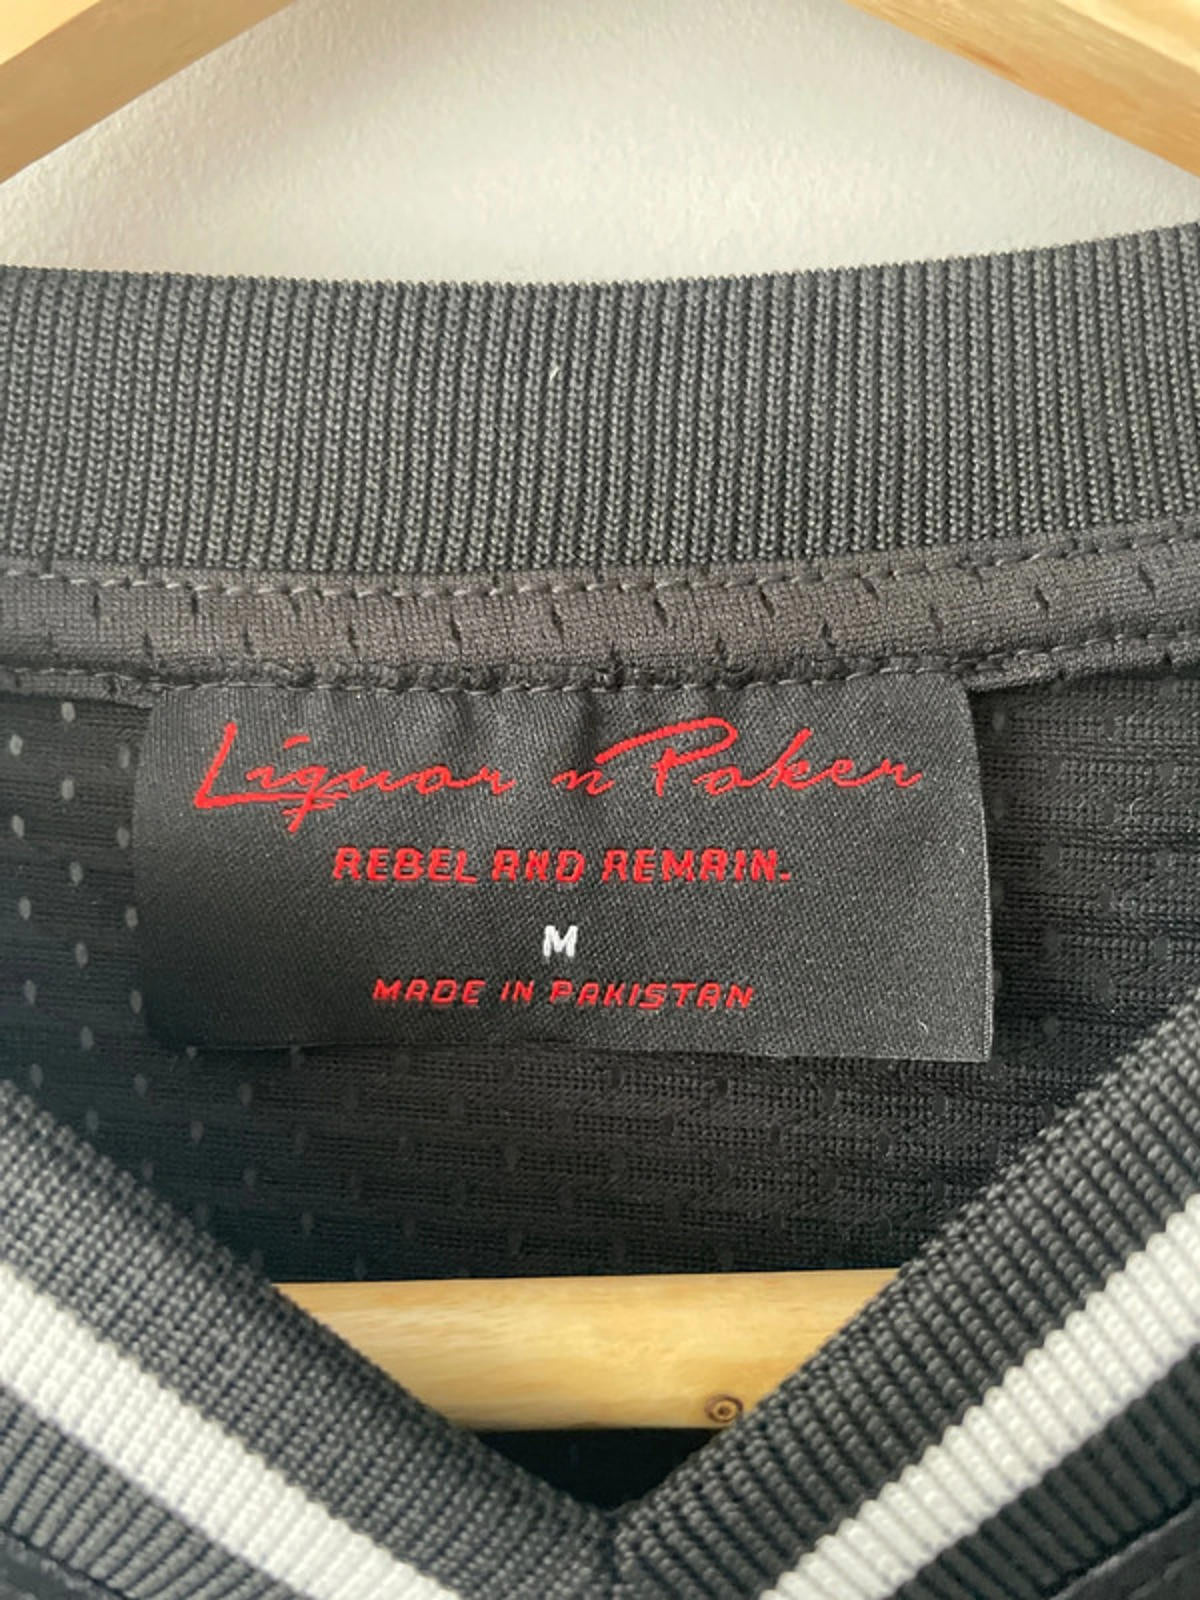 Liquor n Poker
REBEL AND REMAIN.
M
MADE IN PAKISTAN